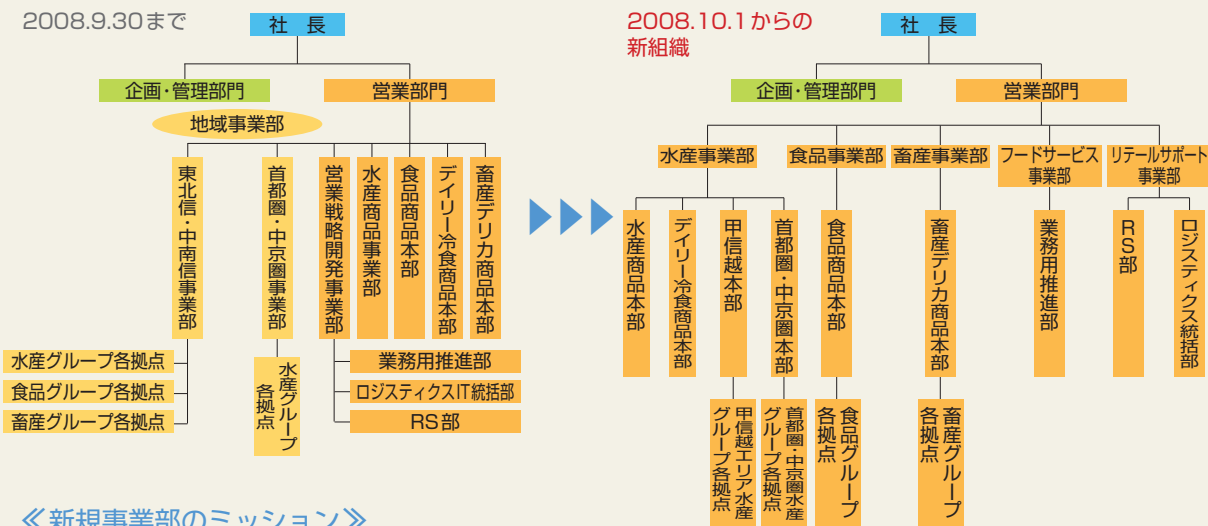 2008.9.30まで
社 長
企画・管理部門
営業部門
地域事業部
東北信・中南信事業部
首都圏・中京圏事業部
営業戦略開発事業部
水産商品事業部
食品商品本部
デイリー冷食商品本部
畜産デリカ商品本部
水産グループ各拠点
食品グループ各拠点
畜産グループ各拠点
水産グループ
各拠点
業務用推進部
ロジスティクスIT統括部
RS部
2008.10.1からの
新組織
社 長
企画・管理部門
営業部門
水産事業部
食品事業部
畜産事業部
フードサービス
事業部
リテールサポート
事業部
水産商品本部
デイリー冷食商品本部
甲信越本部
首都圏・中京圏本部
食品商品本部
畜産デリカ商品本部
業務用推進部
RS部
ロジスティクス統括部
甲信越エリア水産
グループ各拠点
首都圏・中京圏水産
グループ各拠点
食品グループ
各拠点
畜産グループ
各拠点
≪新規事業部のミッション≫